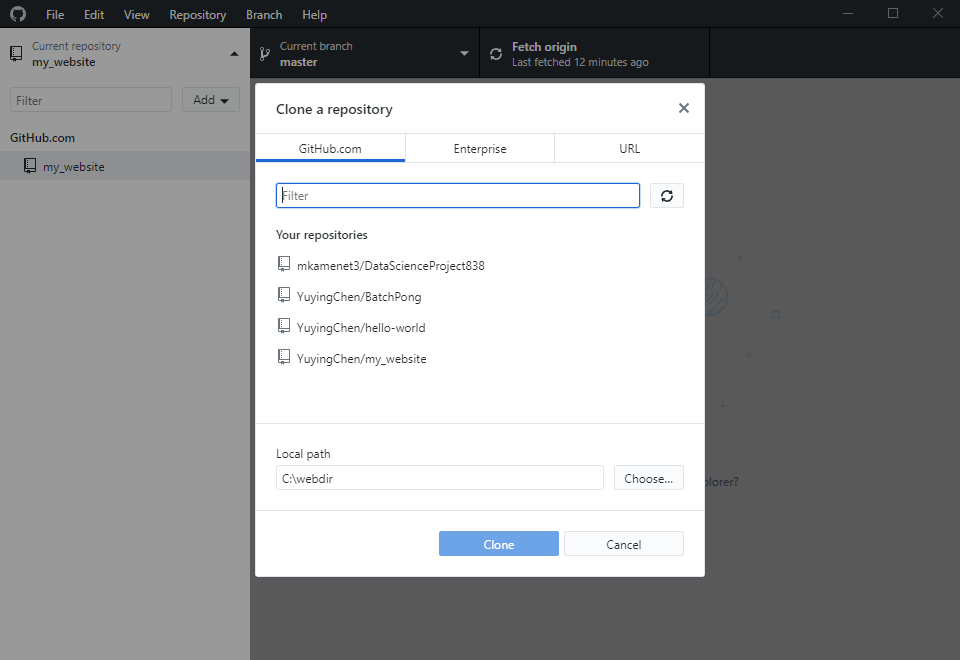 File Edit View Repository Branch Help
Current repository
my_website
Current branch
master
Fetch origin
Last fetched 12 minutes ago
Filter
Add
GitHub.com
my_website
Clone a repository
GitHub.com Enterprise URL
Filter
Your repositories
mkamenet3/DataScienceProject838
YuyingChen/BatchPong
YuyingChen/hello-world
YuyingChen/my_website
Local path
C:\webdir
Choose...
plorer?
Clone Cancel